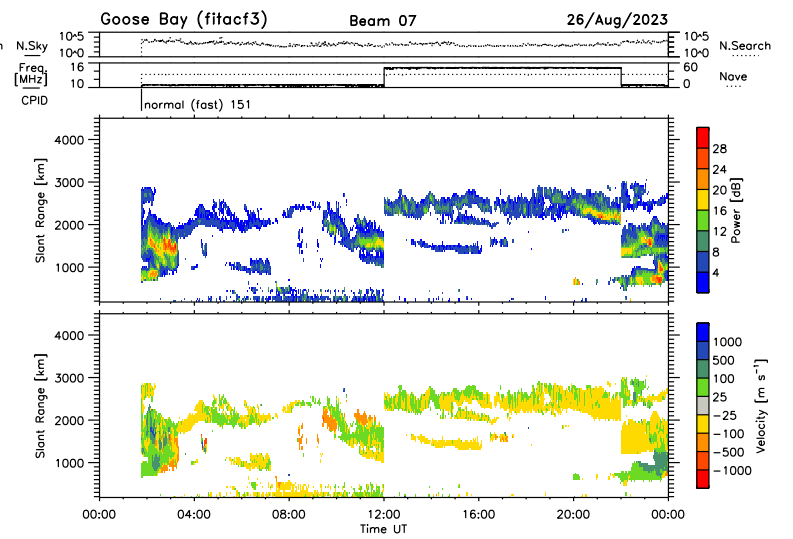 Goose Bay (fitacf3) Beam 07 26/Aug/2023
N.Sky 10^5 10^0 10^5 10^0 N.Search
Freq. [MHz] 16 10 60 0 Nave
CPID normal (fast) 151
Slant Range [km] 4000 3000 2000 1000
Power [dB] 28 24 20 16 12 8 4
Slant Range [km] 4000 3000 2000 1000
Velocity [m s⁻¹] 1000 500 100 25 −25 −100 −500 −1000
00:00 04:00 08:00 12:00 16:00 20:00 00:00
Time UT